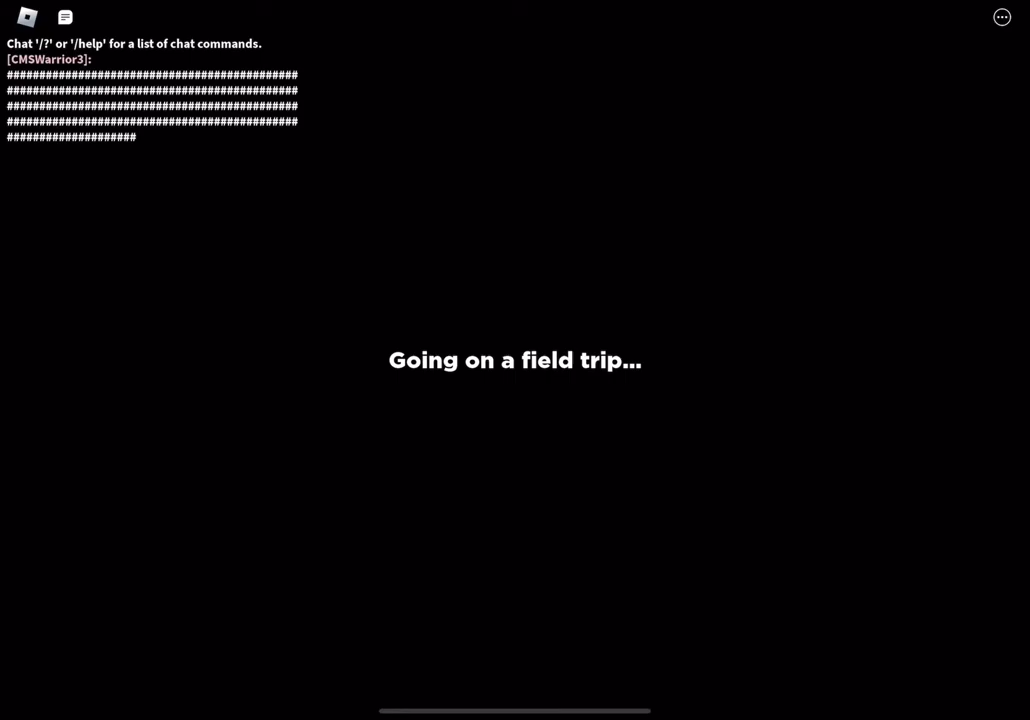 Chat '/?' or '/help' for a list of chat commands.
[CMSWarrior3]:
#############################################
#############################################
#############################################
#############################################
####################
Going on a field trip...